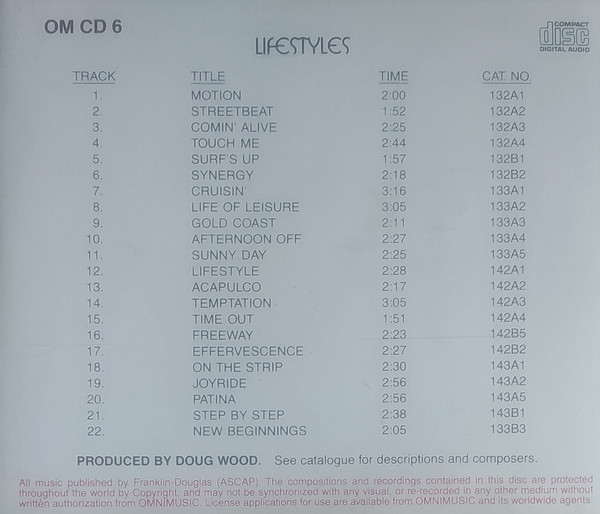 OM CD 6
COMPACT
disc
DIGITAL AUDIO
LIFESTYLES
TRACK TITLE TIME CAT. NO.
1. MOTION 2:00 132A1
2. STREETBEAT 1:52 132A2
3. COMIN' ALIVE 2:25 132A3
4. TOUCH ME 2:44 132A4
5. SURF'S UP 1:57 132B1
6. SYNERGY 2:18 132B2
7. CRUISIN' 3:16 133A1
8. LIFE OF LEISURE 3:05 133A2
9. GOLD COAST 2:11 133A3
10. AFTERNOON OFF 2:27 133A4
11. SUNNY DAY 2:25 133A5
12. LIFESTYLE 2:28 142A1
13. ACAPULCO 2:17 142A2
14. TEMPTATION 3:05 142A3
15. TIME OUT 1:51 142A4
16. FREEWAY 2:23 142B5
17. EFFERVESCENCE 2:27 142B2
18. ON THE STRIP 2:30 143A1
19. JOYRIDE 2:56 143A2
20. PATINA 2:56 143A5
21. STEP BY STEP 2:38 143B1
22. NEW BEGINNINGS 2:05 133B3
PRODUCED BY DOUG WOOD. See catalogue for descriptions and composers.
All music published by Franklin-Douglas (ASCAP). The compositions and recordings contained in this disc are protected
throughout the world by Copyright, and may not be synchronized with any visual, or re-recorded in any other medium without
written authorization from OMNIMUSIC. License applications for use are available from OMNIMUSIC and its worldwide agents.